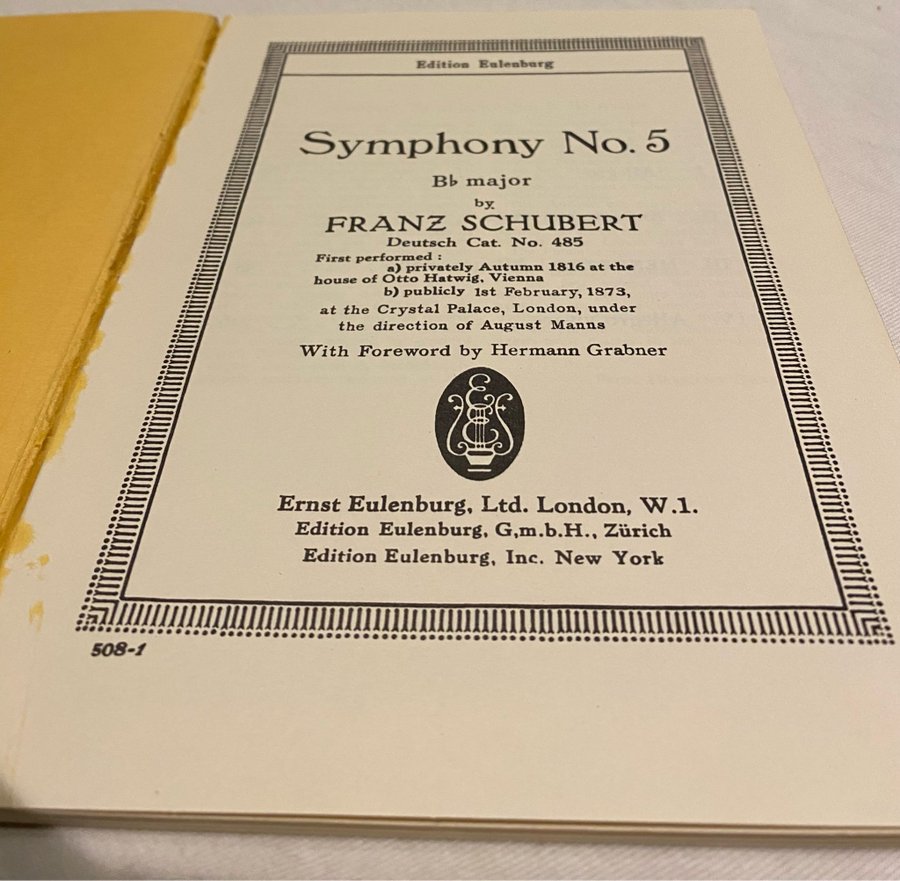 Edition Eulenburg
Symphony No. 5
B♭ major
by
FRANZ SCHUBERT
Deutsch Cat. No. 485
First performed :
a) privately Autumn 1816 at the
house of Otto Hatwig, Vienna
b) publicly 1st February, 1873,
at the Crystal Palace, London, under
the direction of August Manns
With Foreword by Hermann Grabner
Ernst Eulenburg, Ltd. London, W.1.
Edition Eulenburg, G,m.b.H., Zürich
Edition Eulenburg, Inc. New York
508-1